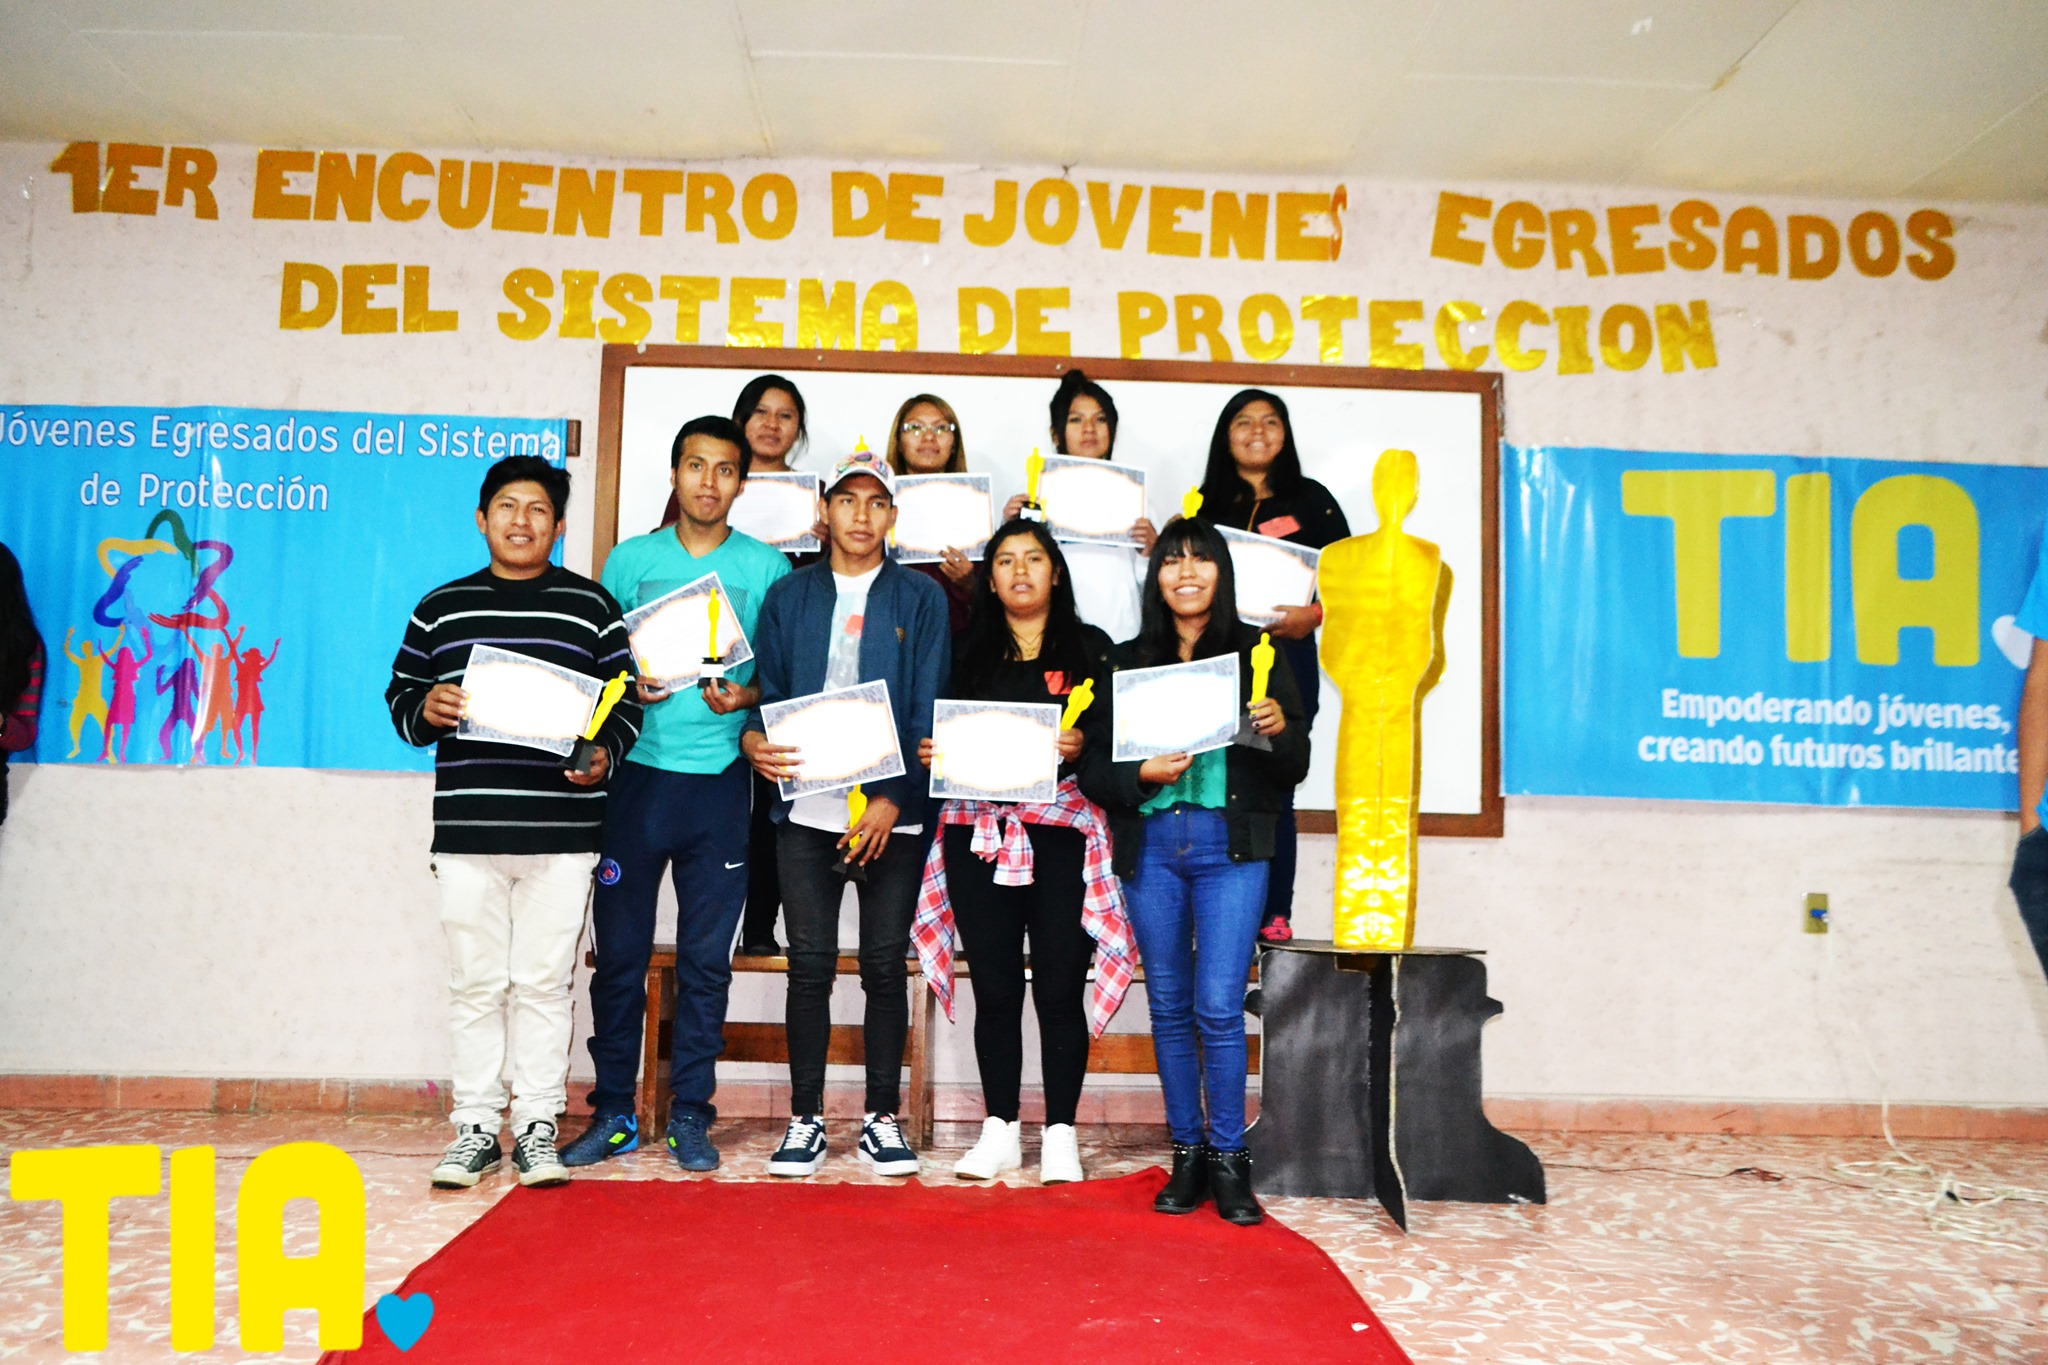 1ER ENCUENTRO DE JOVENES EGRESADOS
DEL SISTEMA DE PROTECCION
Jóvenes Egresados del Sistema
de Protección
TIA
Empoderando jóvenes,
creando futuros brillante
TIA